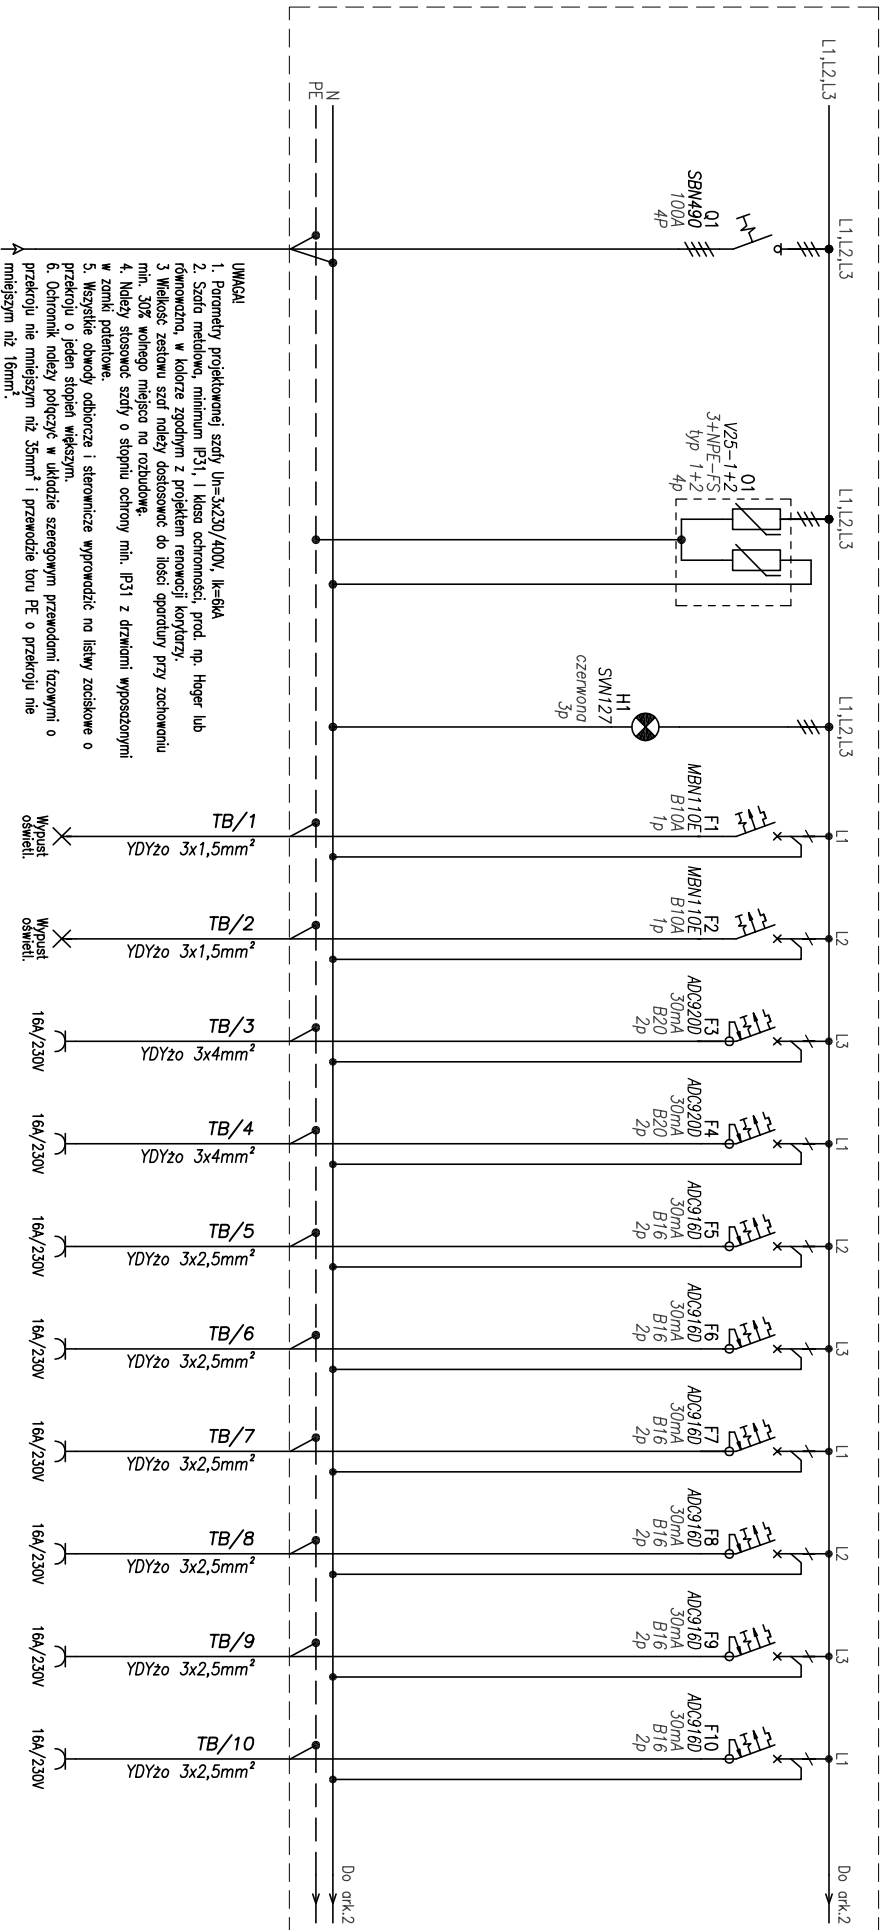 L1,L2,L3
N
PE
L1,L2,L3
Q1
SBN490
100A
4P
L1,L2,L3
O1
V25-1+2
3+NPE-FS
typ 1+2
4p
L1,L2,L3
H1
SVN127
czerwona
3p
L1
F1
MBN110E
B10A
1p
TB/1
YDYżo 3x1,5mm²
Wypust
oświetl.
L2
F2
MBN110E
B10A
1p
TB/2
YDYżo 3x1,5mm²
Wypust
oświetl.
L3
F3
ADC920D
30mA
B20
2p
TB/3
YDYżo 3x4mm²
16A/230V
L1
F4
ADC920D
30mA
B20
2p
TB/4
YDYżo 3x4mm²
16A/230V
L2
F5
ADC916D
30mA
B16
2p
TB/5
YDYżo 3x2,5mm²
16A/230V
L3
F6
ADC916D
30mA
B16
2p
TB/6
YDYżo 3x2,5mm²
16A/230V
L1
F7
ADC916D
30mA
B16
2p
TB/7
YDYżo 3x2,5mm²
16A/230V
L2
F8
ADC916D
30mA
B16
2p
TB/8
YDYżo 3x2,5mm²
16A/230V
L3
F9
ADC916D
30mA
B16
2p
TB/9
YDYżo 3x2,5mm²
16A/230V
L1
F10
ADC916D
30mA
B16
2p
TB/10
YDYżo 3x2,5mm²
16A/230V
Do ark.2
Do ark.2
UWAGA!
1. Parametry projektowanej szafy Un=3x230/400V, Ik=6kA
2. Szafa metalowa, minimum IP31, I klasa ochronności, prod. np. Hager lub
równoważna, w kolorze zgodnym z projektem renowacji korytarzy.
3 Wielkość zestawu szaf należy dostosować do ilości aparatury przy zachowaniu
min. 30% wolnego miejsca na rozbudowę.
4. Należy stosować szafy o stopniu ochrony min. IP31 z drzwiami wyposażonymi
w zamki patentowe.
5. Wszystkie obwody odbiorcze i sterownicze wyprowadzić na listwy zaciskowe o
przekroju o jeden stopień większym.
6. Ochronnik należy połączyć w układzie szeregowym przewodami fazowymi o
przekroju nie mniejszym niż 35mm² i przewodzie toru PE o przekroju nie
mniejszym niż 16mm².